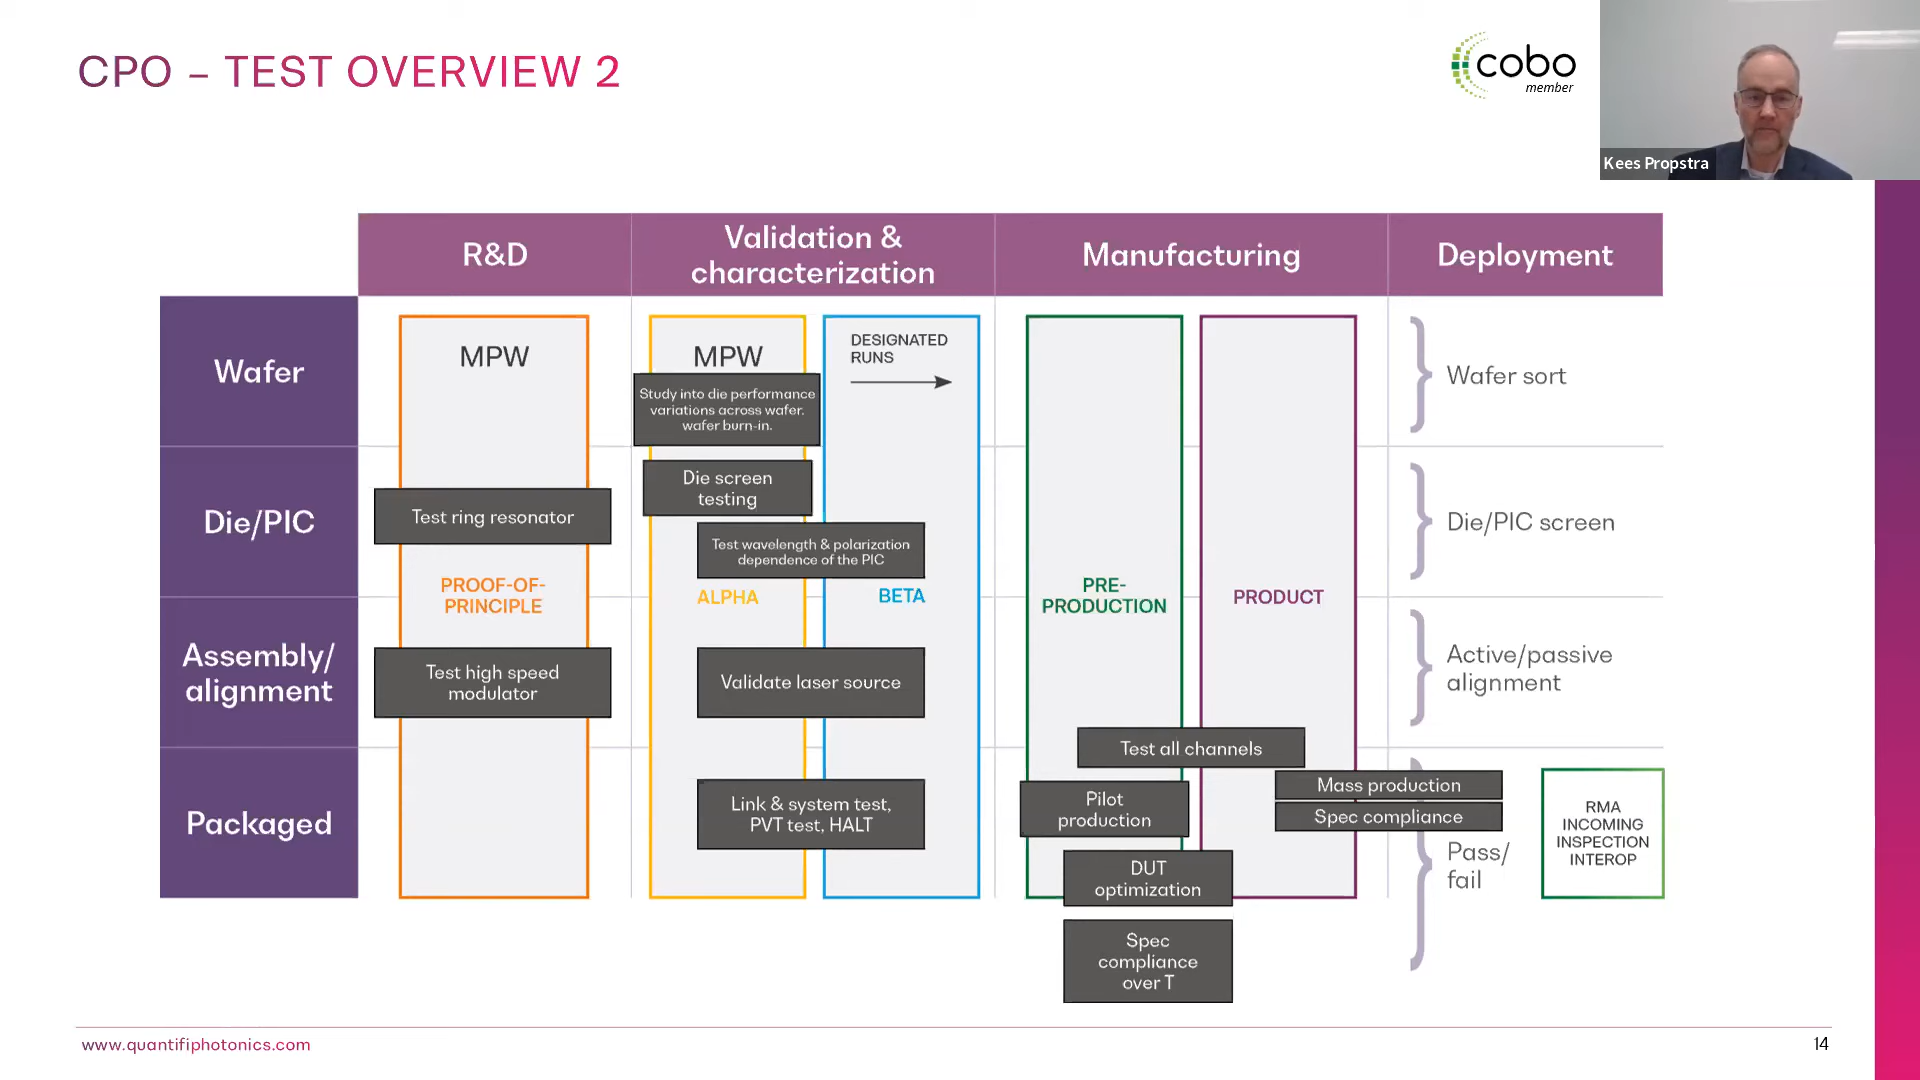 CPO – TEST OVERVIEW 2
cobo
member
Kees Propstra
R&D
Validation &
characterization
Manufacturing
Deployment
Wafer
MPW
MPW
Study into die performance
variations across wafer.
wafer burn-in.
DESIGNATED
RUNS
Wafer sort
Die/PIC
Test ring resonator
Die screen
testing
Test wavelength & polarization
dependence of the PIC
Die/PIC screen
PROOF-OF-
PRINCIPLE
ALPHA
BETA
PRE-
PRODUCTION
PRODUCT
Assembly/
alignment
Test high speed
modulator
Validate laser source
Active/passive
alignment
Test all channels
Packaged
Link & system test,
PVT test, HALT
Pilot
production
Mass production
Spec compliance
DUT
optimization
Spec
compliance
over T
Pass/
fail
RMA
INCOMING
INSPECTION
INTEROP
www.quantifiphotonics.com
14